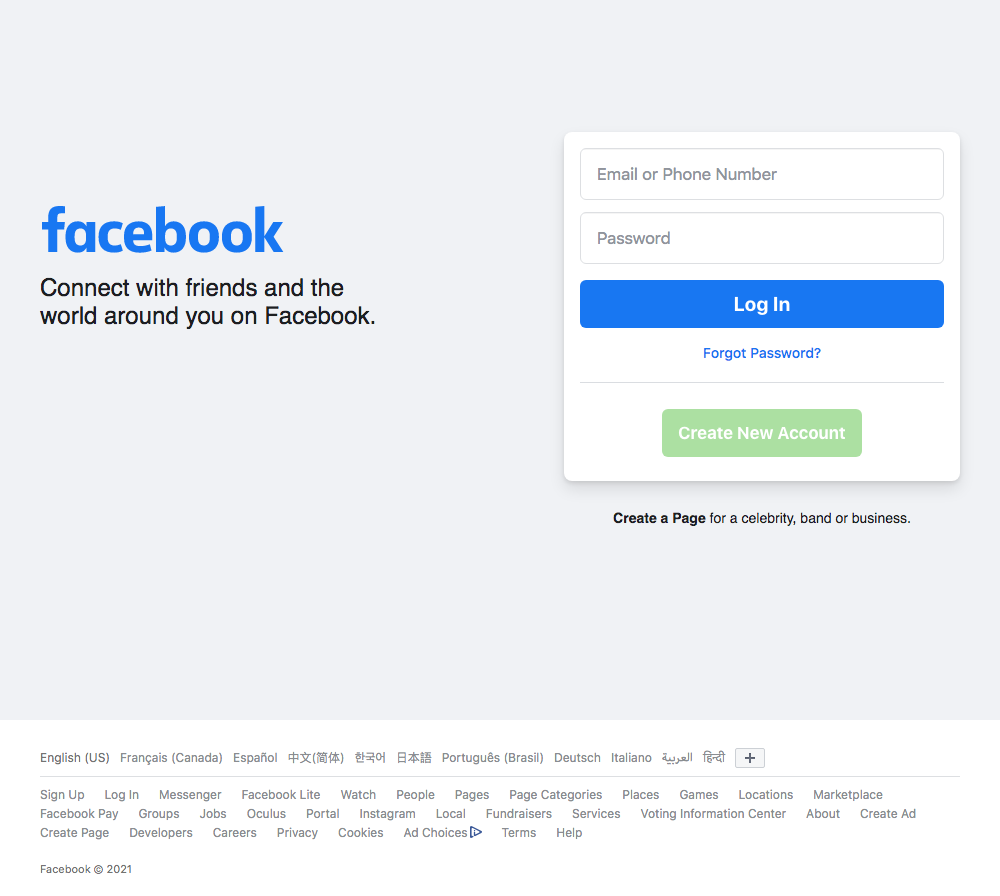 facebook
Connect with friends and the
world around you on Facebook.
Email or Phone Number
Password
Log In
Forgot Password?
Create New Account
Create a Page for a celebrity, band or business.
English (US) Français (Canada) Español 中文(简体) 한국어 日本語 Português (Brasil) Deutsch Italiano العربية हिन्दी
Sign Up Log In Messenger Facebook Lite Watch People Pages Page Categories Places Games Locations Marketplace
Facebook Pay Groups Jobs Oculus Portal Instagram Local Fundraisers Services Voting Information Center About Create Ad
Create Page Developers Careers Privacy Cookies Ad Choices Terms Help
Facebook © 2021